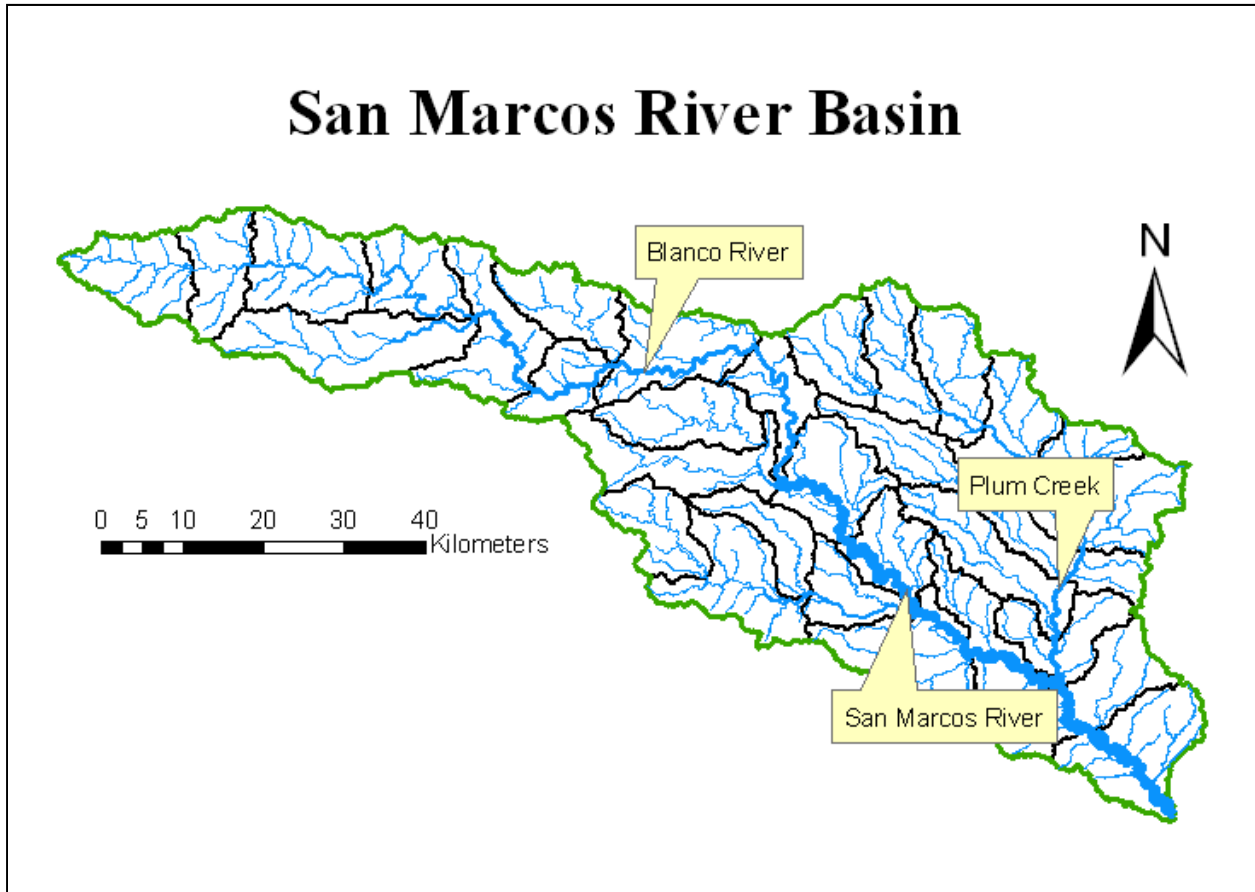 San Marcos River Basin
Blanco River
N
Plum Creek
0 5 10 20 30 40
Kilometers
San Marcos River